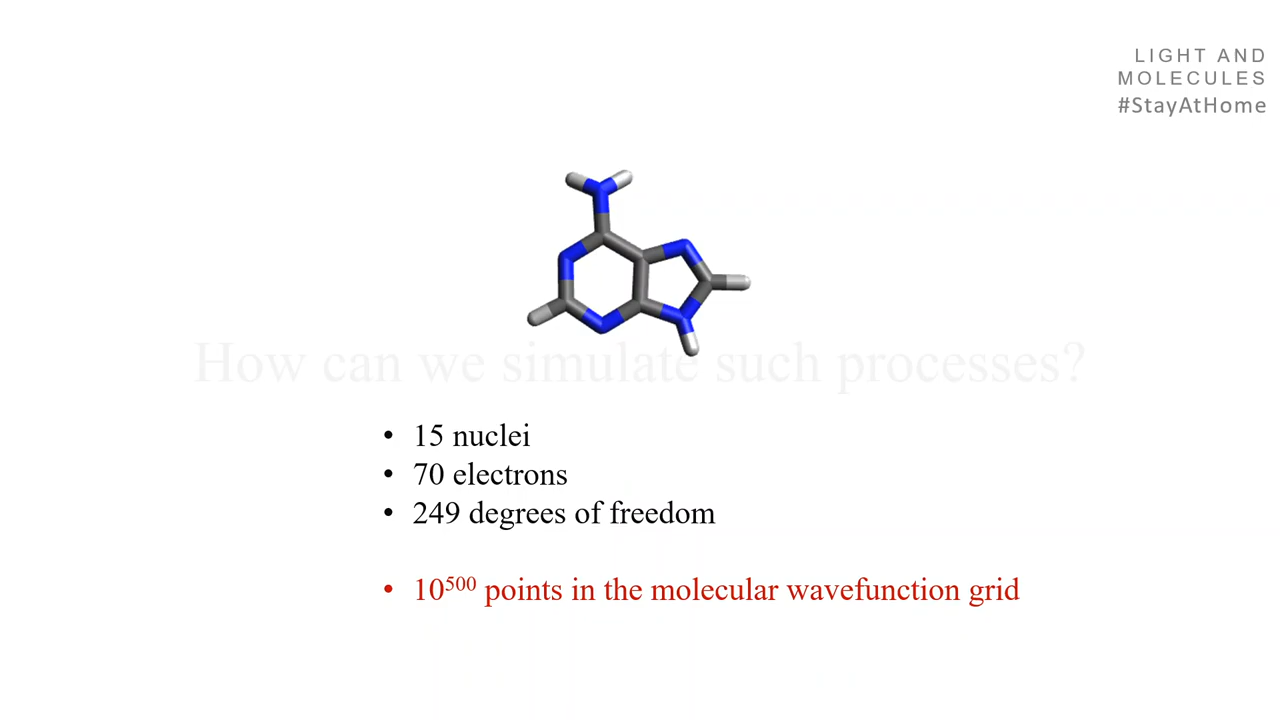 LIGHT AND
MOLECULES
#StayAtHome
How can we simulate such processes?
• 15 nuclei
• 70 electrons
• 249 degrees of freedom
• 10⁵⁰⁰ points in the molecular wavefunction grid